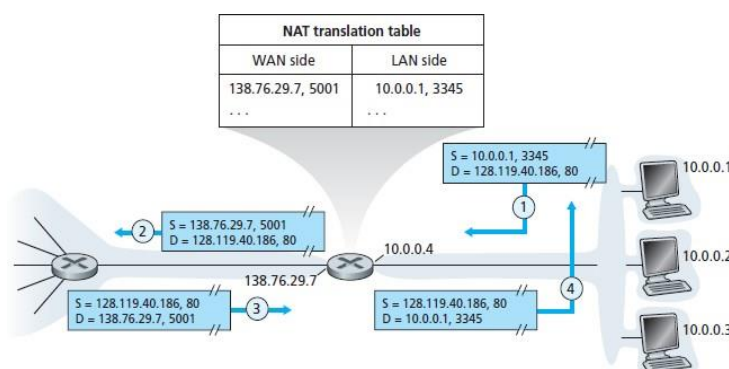 NAT translation table
WAN side LAN side
138.76.29.7, 5001 10.0.0.1, 3345
. . . . . .
S = 10.0.0.1, 3345
D = 128.119.40.186, 80
10.0.0.1
1
S = 138.76.29.7, 5001
D = 128.119.40.186, 80
2
10.0.0.4
10.0.0.2
138.76.29.7
4
S = 128.119.40.186, 80
D = 138.76.29.7, 5001
3
S = 128.119.40.186, 80
D = 10.0.0.1, 3345
10.0.0.3